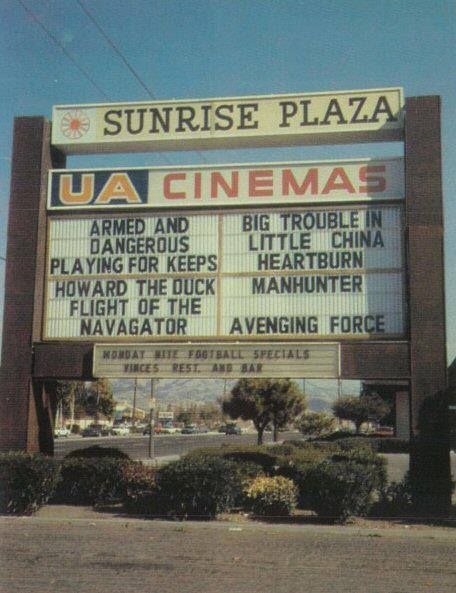 SUNRISE PLAZA
UA CINEMAS
ARMED AND
DANGEROUS
PLAYING FOR KEEPS
HOWARD THE DUCK
FLIGHT OF THE
NAVAGATOR
BIG TROUBLE IN
LITTLE CHINA
HEARTBURN
MANHUNTER
AVENGING FORCE
MONDAY NITE FOOTBALL SPECIALS
VINCES REST. AND BAR